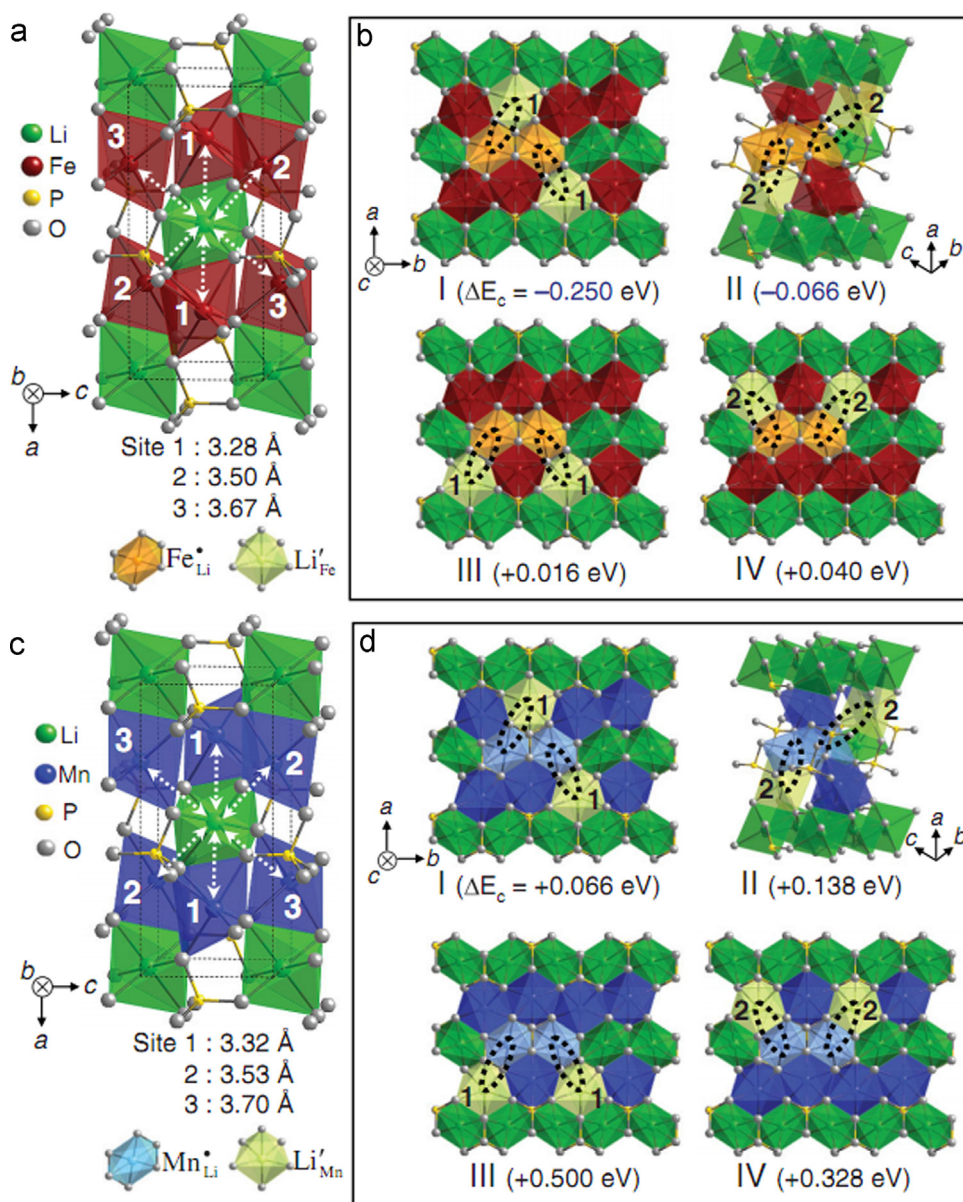 a
Li
Fe
P
O
3
1
2
2
1
3
b
c
a
Site 1 : 3.28 Å
2 : 3.50 Å
3 : 3.67 Å
Fe•Li
Li′Fe
b
1
1
a
c
b
I (ΔEc = −0.250 eV)
2
2
a
c
b
II (−0.066 eV)
1
1
III (+0.016 eV)
2
2
IV (+0.040 eV)
c
Li
Mn
P
O
3
1
2
2
1
3
b
c
a
Site 1 : 3.32 Å
2 : 3.53 Å
3 : 3.70 Å
Mn•Li
Li′Mn
d
1
1
a
c
b
I (ΔEc = +0.066 eV)
2
2
a
c
b
II (+0.138 eV)
1
1
III (+0.500 eV)
2
2
IV (+0.328 eV)